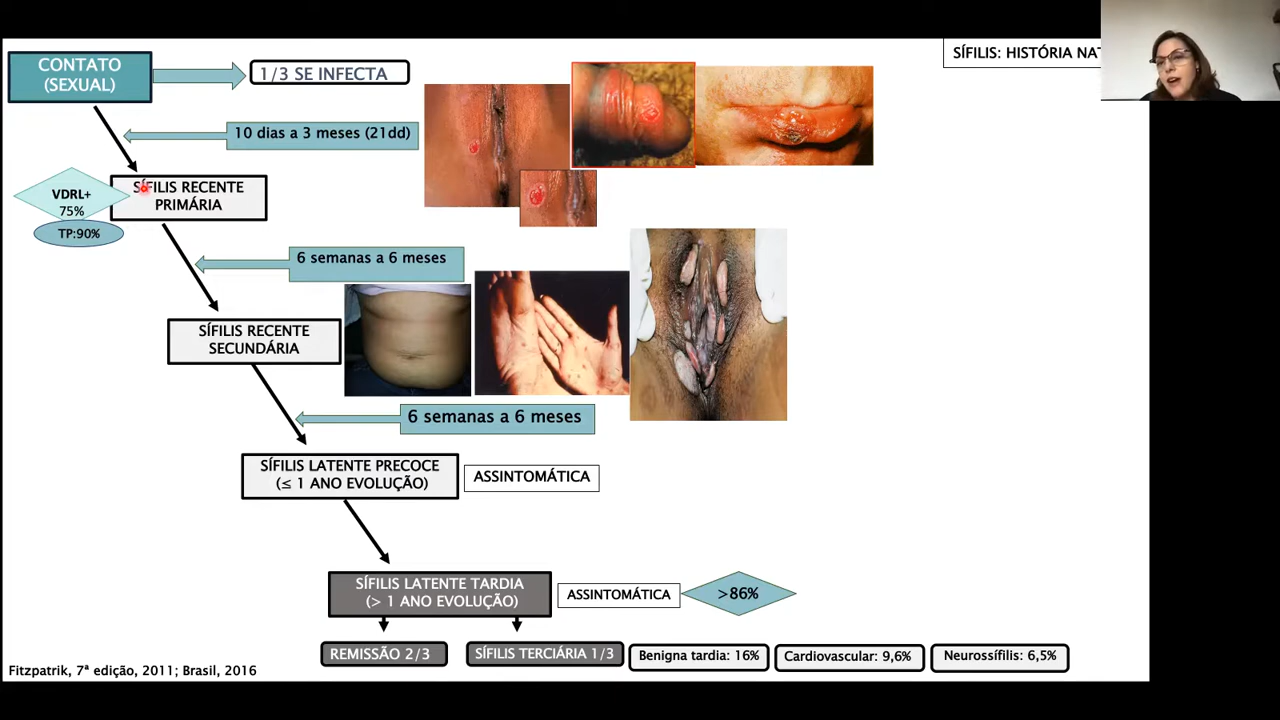 SÍFILIS: HISTÓRIA NAT
CONTATO
(SEXUAL)
1/3 SE INFECTA
10 dias a 3 meses (21dd)
VDRL+
75%
TP:90%
SÍFILIS RECENTE
PRIMÁRIA
6 semanas a 6 meses
SÍFILIS RECENTE
SECUNDÁRIA
6 semanas a 6 meses
SÍFILIS LATENTE PRECOCE
(≤ 1 ANO EVOLUÇÃO)
ASSINTOMÁTICA
SÍFILIS LATENTE TARDIA
(> 1 ANO EVOLUÇÃO)
ASSINTOMÁTICA
>86%
REMISSÃO 2/3
SÍFILIS TERCIÁRIA 1/3
Benigna tardia: 16%
Cardiovascular: 9,6%
Neurossífilis: 6,5%
Fitzpatrik, 7ª edição, 2011; Brasil, 2016